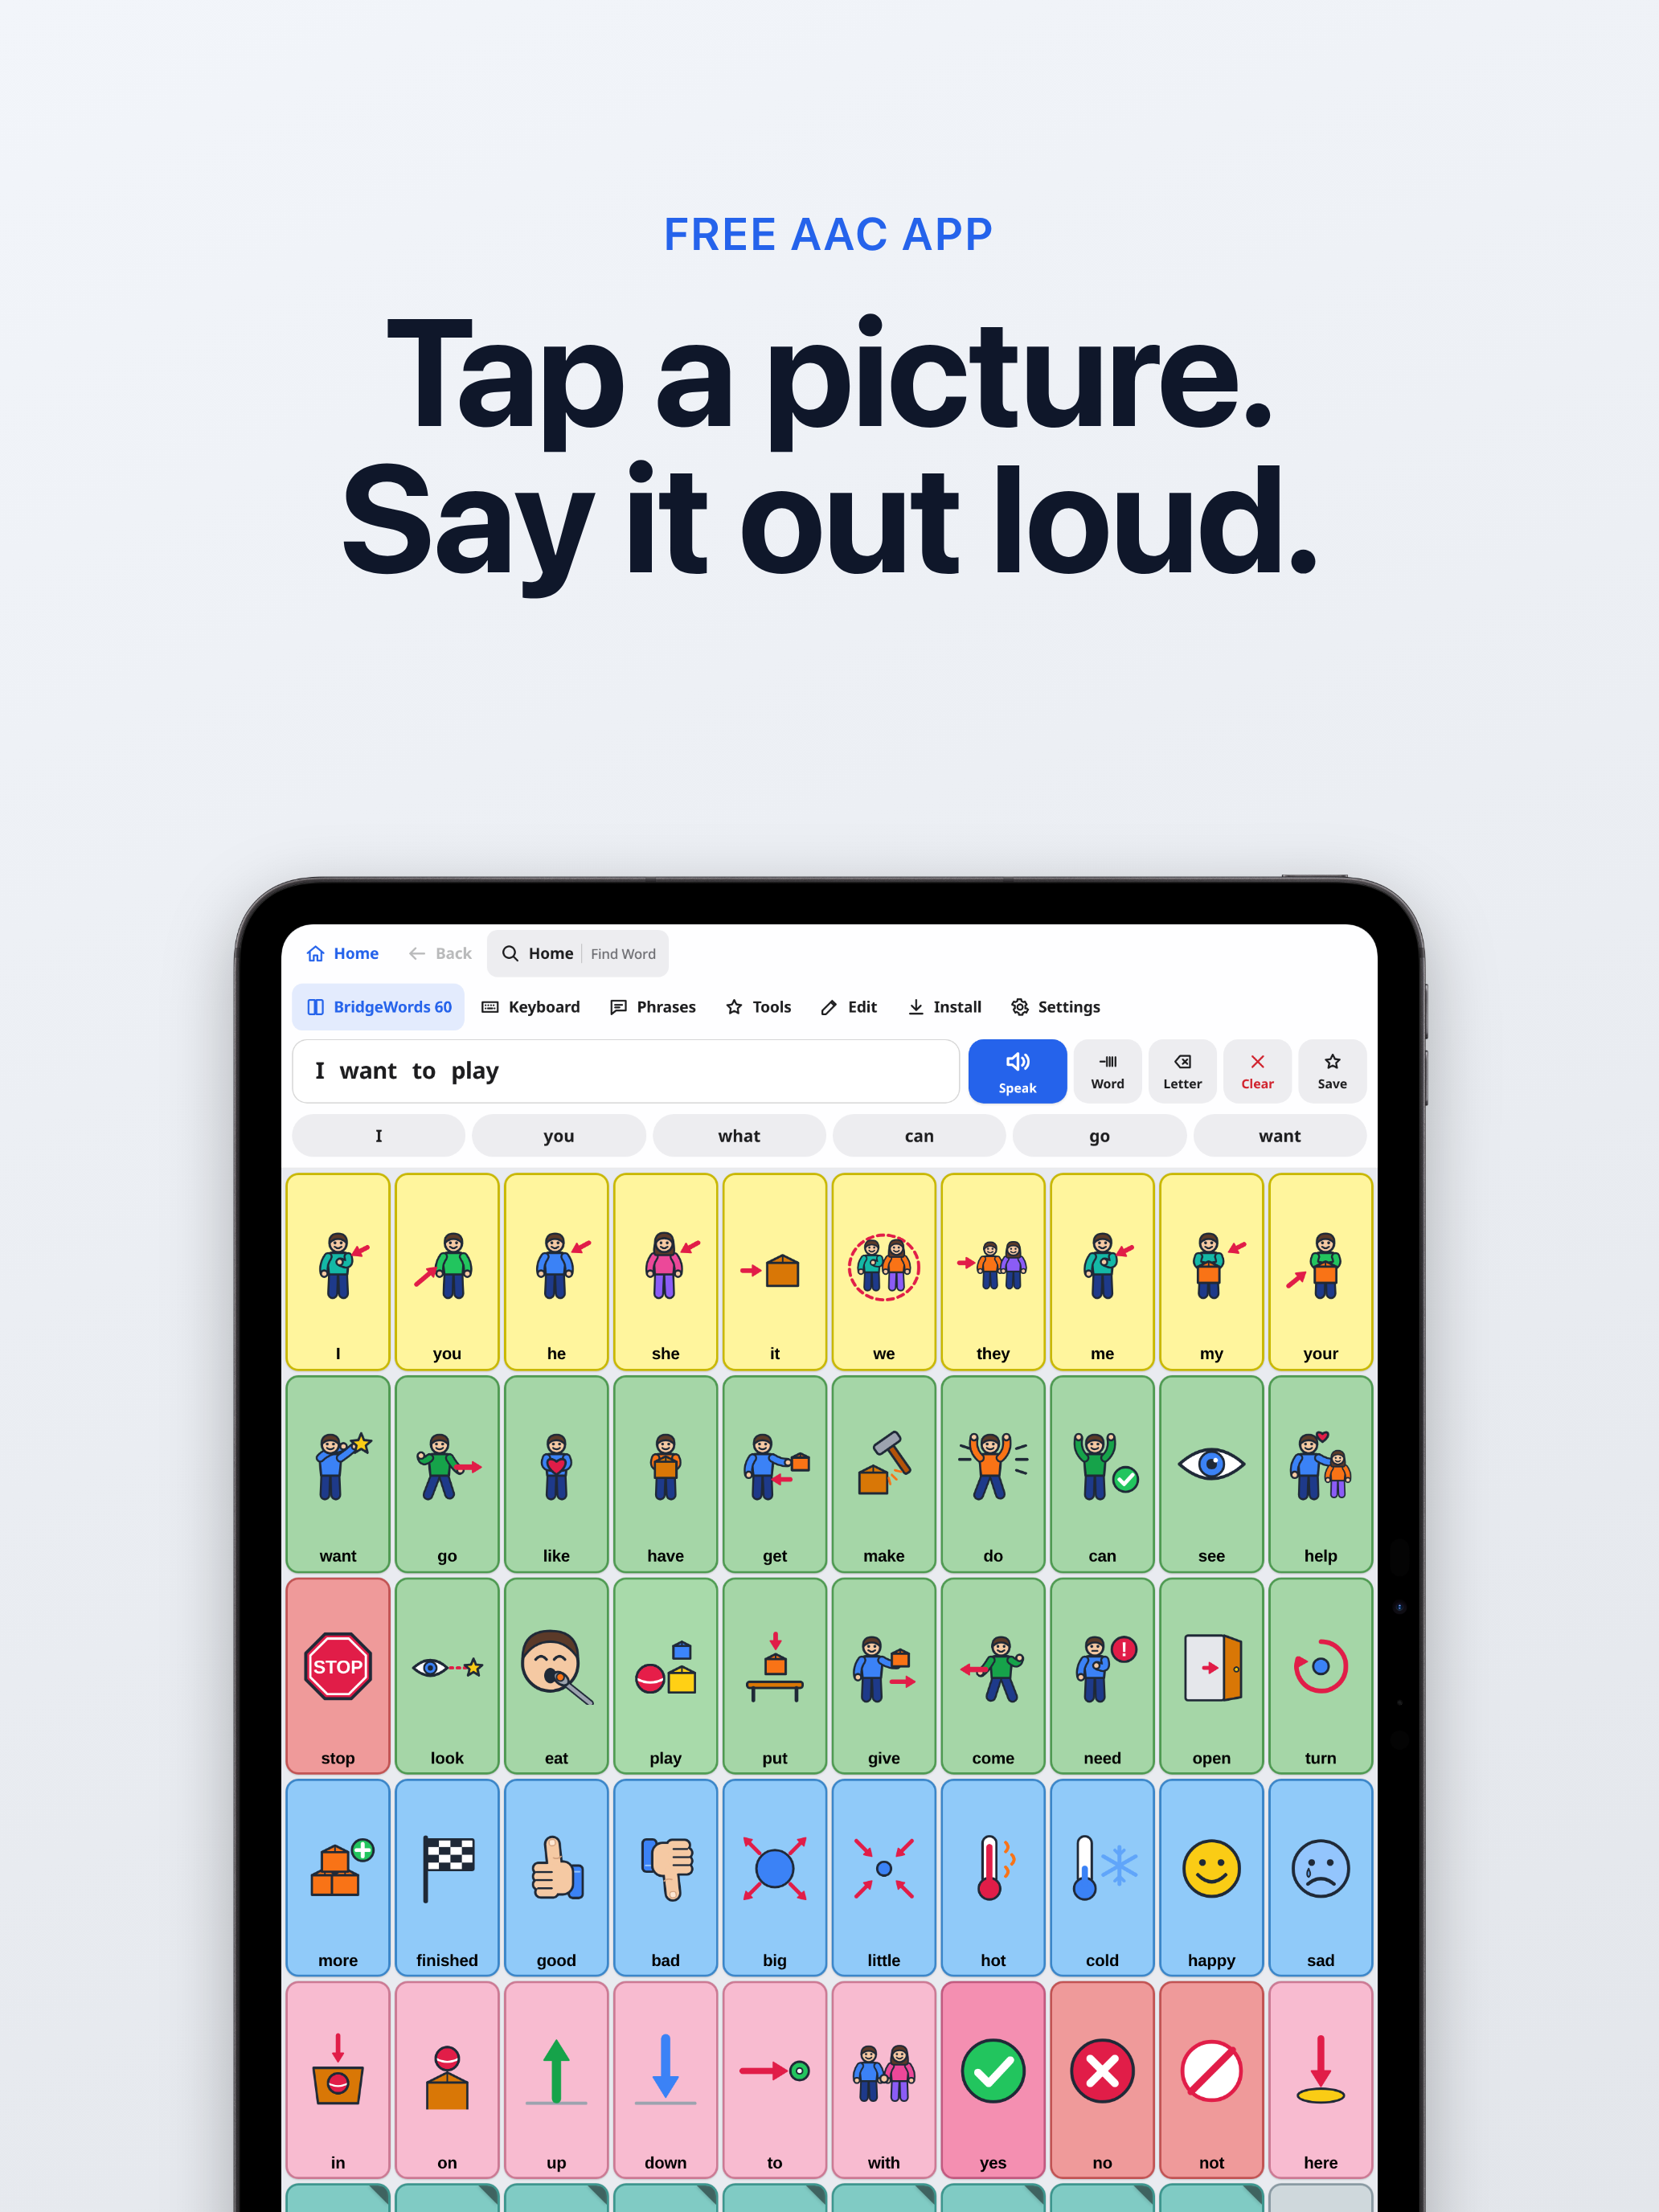 FREE AAC APP
Tap a picture.
Say it out loud.
Home Back Home Find Word
BridgeWords 60 Keyboard Phrases Tools Edit Install Settings
I want to play
Speak Word Letter Clear Save
I you what can go want
I you he she it we they me my your
want go like have get make do can see help
STOP
stop look eat play put give come need open turn
more finished good bad big little hot cold happy sad
in on up down to with yes no not here